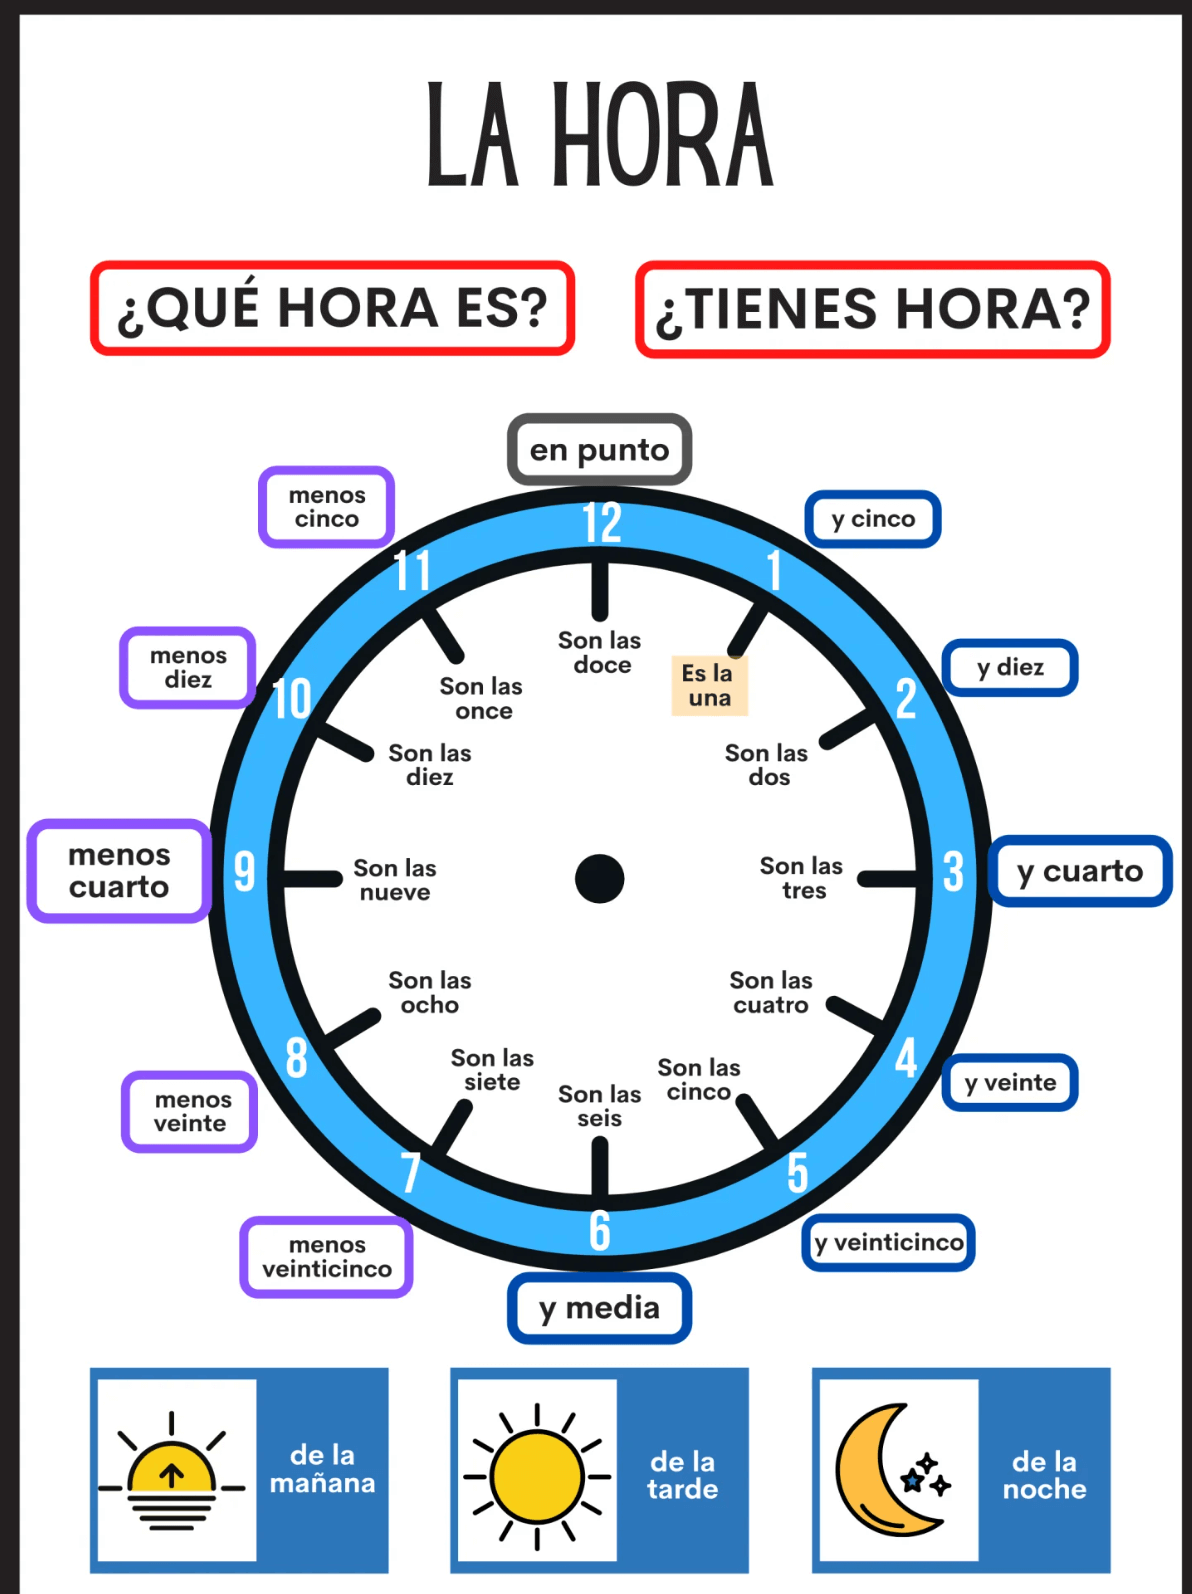 LA HORA
¿QUÉ HORA ES?
¿TIENES HORA?
en punto
menos
cinco
y cinco
12
11
1
Son las
doce
Es la
una
menos
diez
y diez
Son las
once
10
2
Son las
diez
Son las
dos
menos
cuarto
9
Son las
nueve
Son las
tres
3
y cuarto
Son las
ocho
Son las
cuatro
8
4
menos
veinte
y veinte
Son las
siete
Son las
seis
Son las
cinco
7
5
6
menos
veinticinco
y veinticinco
y media
de la
mañana
de la
tarde
de la
noche